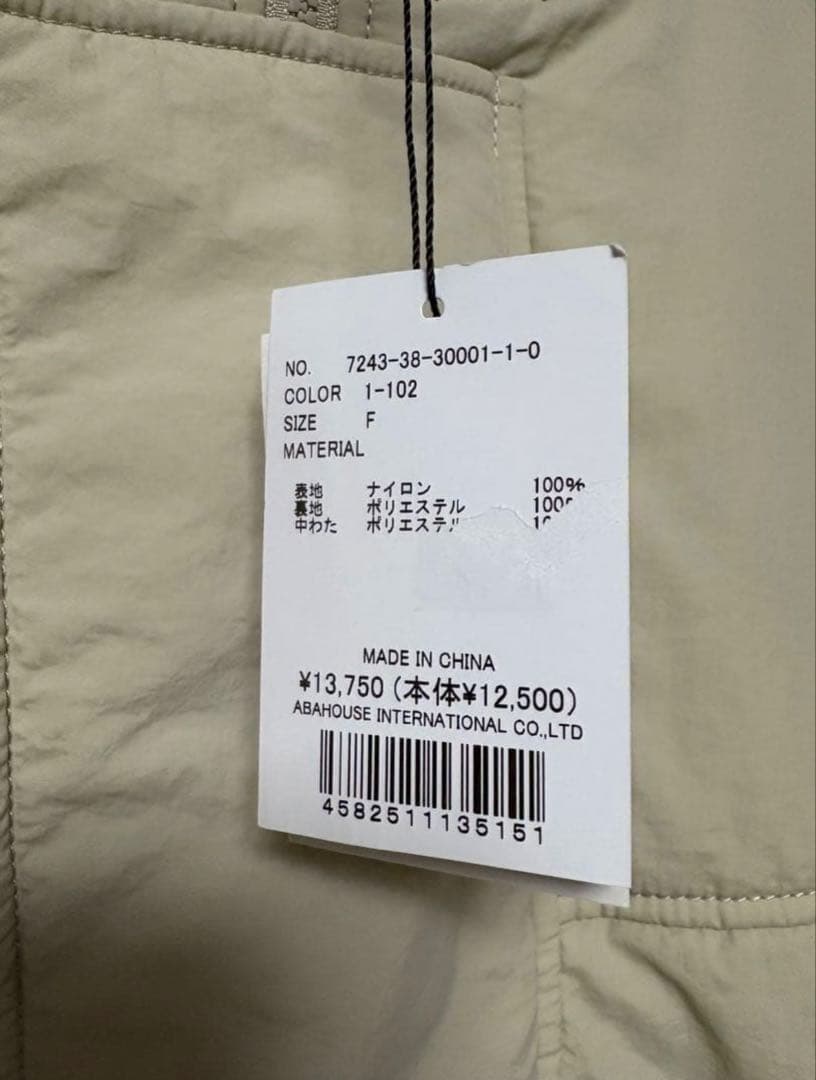 NO. 7243-38-30001-1-0
COLOR 1-102
SIZE F
MATERIAL
表地 ナイロン 100%
裏地 ポリエステル
中わた
MADE IN CHINA
¥13,750 (本体¥12,500)
ABAHOUSE INTERNATIONAL CO.,LTD
4582511135151